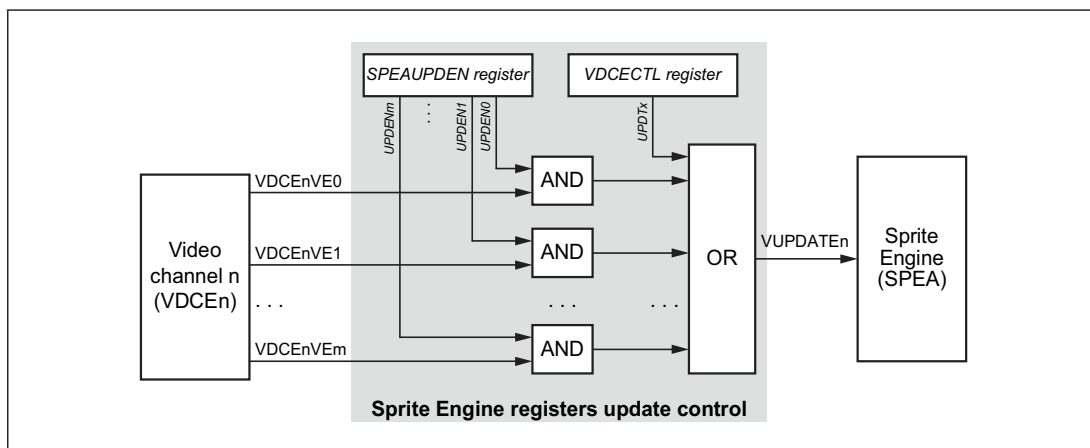 SPEAUPDEN register
VDCECTL register
UPDENm
. . .
UPDEN1
UPDEN0
UPDTx
Video
channel n
(VDCEn)
VDCEnVE0
VDCEnVE1
. . .
VDCEnVEm
AND
AND
. . .
AND
. . .
OR
VUPDATEn
Sprite
Engine
(SPEA)
Sprite Engine registers update control